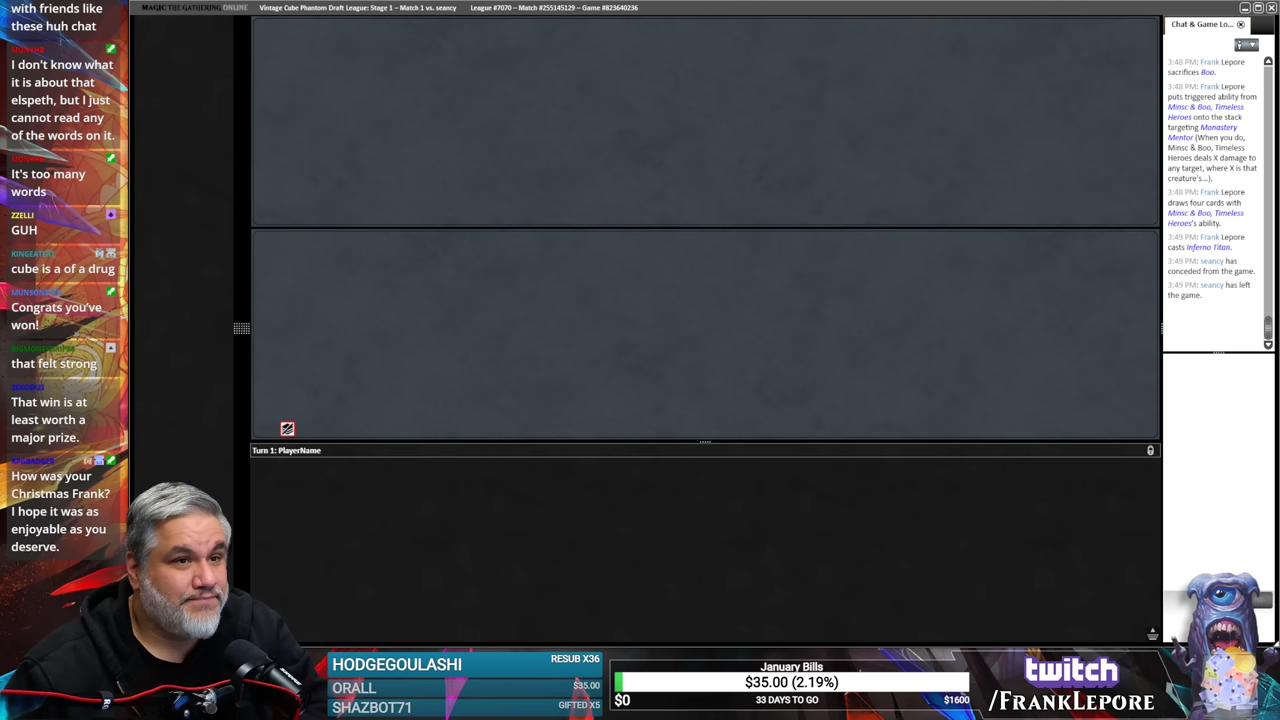 MAGIC THE GATHERING ONLINE
Vintage Cube Phantom Draft League: Stage 1 – Match 1 vs. seancy
League #7070 – Match #255145129 – Game #823640236
with friends like
these huh chat
I don't know what
it is about that
elspeth, but I just
cannot read any
of the words on it.
It's too many
words
ZZELLI
GUH
cube is a of a drug
Congrats you've
won!
that felt strong
That win is at
least worth a
major prize.
How was your
Christmas Frank?
I hope it was as
enjoyable as you
deserve.
Turn 1: PlayerName
Chat & Game Lo...
3:48 PM: Frank Lepore
sacrifices Boo.
3:48 PM: Frank Lepore
puts triggered ability from
Minsc & Boo, Timeless
Heroes onto the stack
targeting Monastery
Mentor (When you do,
Minsc & Boo, Timeless
Heroes deals X damage to
any target, where X is that
creature's...).
3:48 PM: Frank Lepore
draws four cards with
Minsc & Boo, Timeless
Heroes's ability.
3:49 PM: Frank Lepore
casts Inferno Titan.
3:49 PM: seancy has
conceded from the game.
3:49 PM: seancy has left
the game.
HODGEGOULASHI RESUB X36
ORALL $35.00
SHAZBOT71 GIFTED X5
January Bills
$35.00 (2.19%)
$0 33 DAYS TO GO $1600
twitch
/FRANKLEPORE